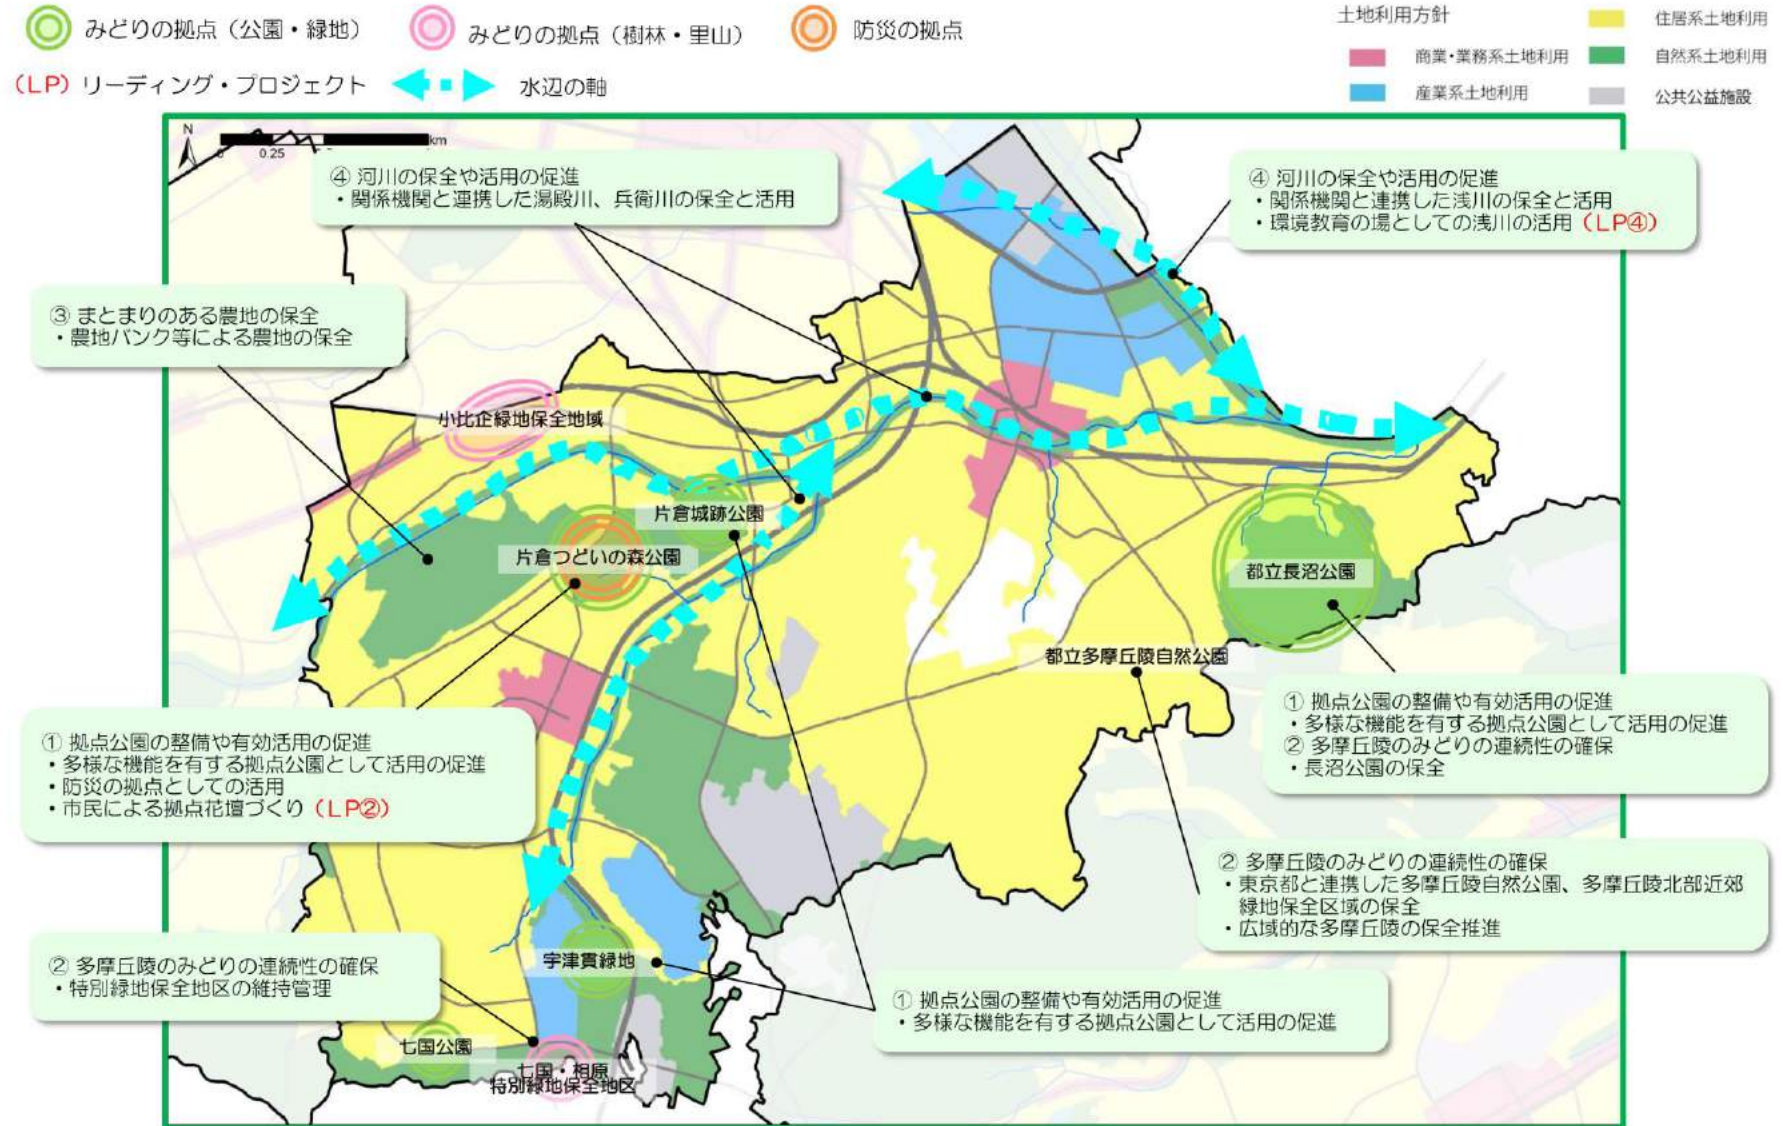 みどりの拠点（公園・緑地）
みどりの拠点（樹林・里山）
防災の拠点
（LP）リーディング・プロジェクト
水辺の軸
土地利用方針
商業・業務系土地利用
産業系土地利用
住居系土地利用
自然系土地利用
公共公益施設
N
0.25
km
④ 河川の保全や活用の促進
・関係機関と連携した湯殿川、兵衛川の保全と活用
④ 河川の保全や活用の促進
・関係機関と連携した浅川の保全と活用
・環境教育の場としての浅川の活用（LP④）
③ まとまりのある農地の保全
・農地バンク等による農地の保全
小比企緑地保全地域
片倉城跡公園
片倉つどいの森公園
都立長沼公園
都立多摩丘陵自然公園
① 拠点公園の整備や有効活用の促進
・多様な機能を有する拠点公園として活用の促進
② 多摩丘陵のみどりの連続性の確保
・長沼公園の保全
① 拠点公園の整備や有効活用の促進
・多様な機能を有する拠点公園として活用の促進
・防災の拠点としての活用
・市民による拠点花壇づくり（LP②）
② 多摩丘陵のみどりの連続性の確保
・東京都と連携した多摩丘陵自然公園、多摩丘陵北部近郊
緑地保全区域の保全
・広域的な多摩丘陵の保全推進
② 多摩丘陵のみどりの連続性の確保
・特別緑地保全地区の維持管理
宇津貫緑地
① 拠点公園の整備や有効活用の促進
・多様な機能を有する拠点公園として活用の促進
七国公園
七国・相原
特別緑地保全地区